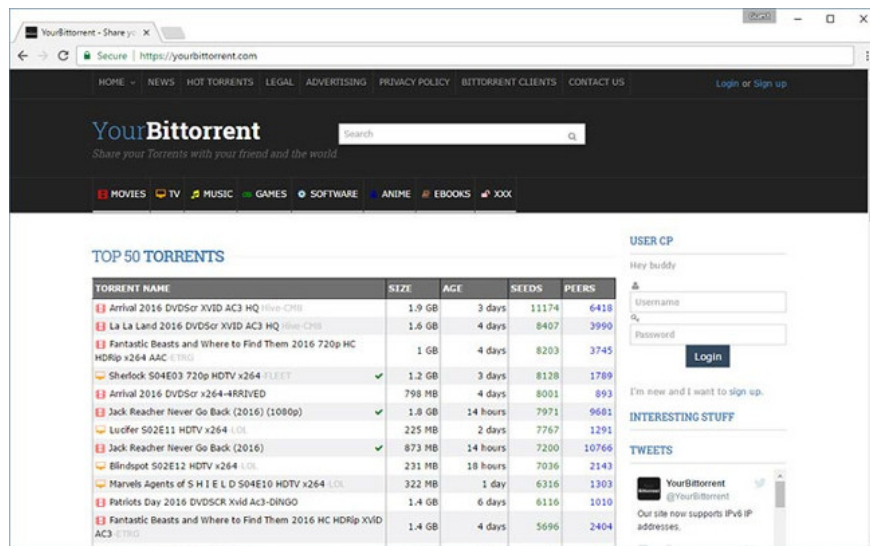 Guest
YourBittorrent - Share yo
Secure | https://yourbittorrent.com
HOME NEWS HOT TORRENTS LEGAL ADVERTISING PRIVACY POLICY BITTORRENT CLIENTS CONTACT US Login or Sign up
YourBittorrent
Search
Share your Torrents with your friend and the world
MOVIES TV MUSIC GAMES SOFTWARE ANIME EBOOKS XXX
TOP 50 TORRENTS
TORRENT NAME SIZE AGE SEEDS PEERS
Arrival 2016 DVDScr XVID AC3 HQ Hive-CM8 1.9 GB 3 days 11174 6418
La La Land 2016 DVDScr XVID AC3 HQ Hive-CM8 1.6 GB 4 days 8407 3990
Fantastic Beasts and Where to Find Them 2016 720p HC
HDRip x264 AAC-ETRG 1 GB 4 days 8203 3745
Sherlock S04E03 720p HDTV x264-FLEET 1.2 GB 3 days 8128 1789
Arrival 2016 DVDScr x264-4RRIVED 798 MB 4 days 8001 893
Jack Reacher Never Go Back (2016) (1080p) 1.8 GB 14 hours 7971 9681
Lucifer S02E11 HDTV x264-LOL 225 MB 2 days 7767 1291
Jack Reacher Never Go Back (2016) 873 MB 14 hours 7200 10766
Blindspot S02E12 HDTV x264-LOL 231 MB 18 hours 7036 2143
Marvels Agents of S H I E L D S04E10 HDTV x264-LOL 322 MB 1 day 6316 1303
Patriots Day 2016 DVDSCR Xvid Ac3-DiNGO 1.4 GB 6 days 6116 1010
Fantastic Beasts and Where to Find Them 2016 HC HDRip XViD
AC3-ETRG 1.4 GB 4 days 5696 2404
USER CP
Hey buddy
Username
Password
Login
I'm new and I want to sign up.
INTERESTING STUFF
TWEETS
YourBittorrent
@YourBittorrent
Our site now supports IPv6 IP
addresses.